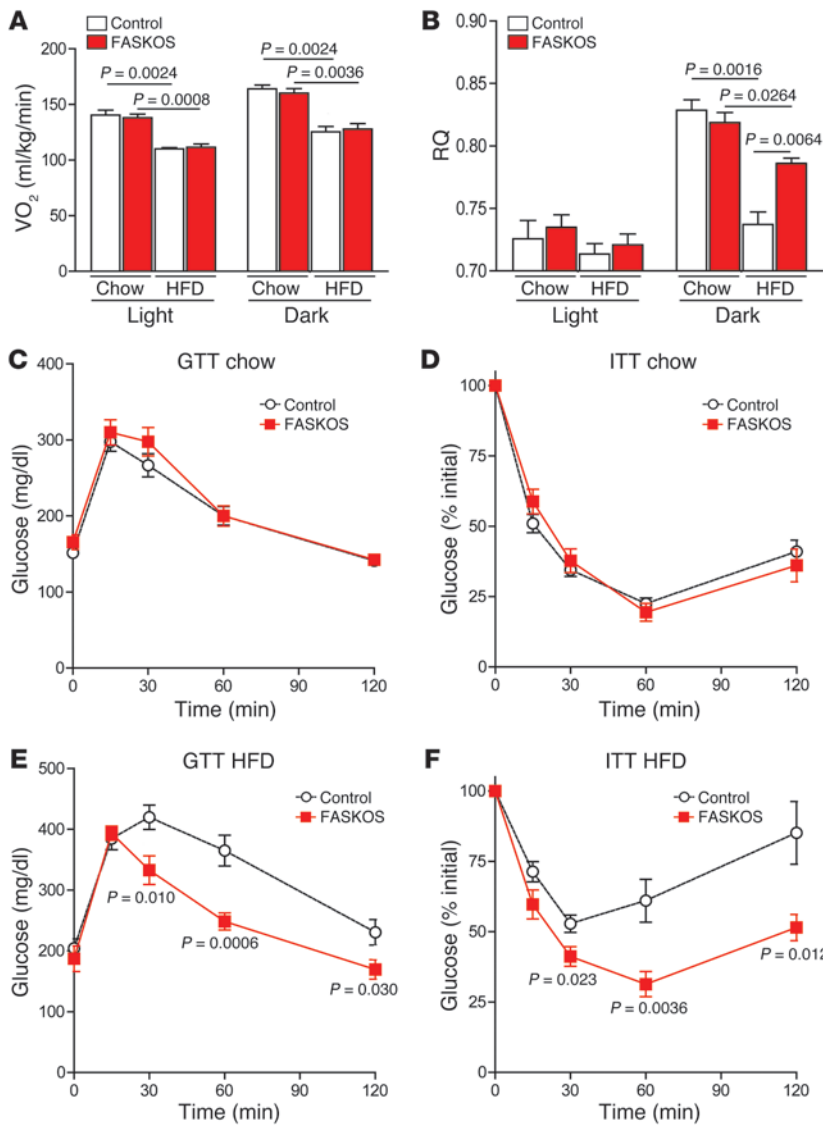 A
Control
FASKOS
P = 0.0024
P = 0.0024
P = 0.0036
P = 0.0008
VO2 (ml/kg/min)
200
150
100
50
0
Chow HFD Chow HFD
Light Dark
B
Control
FASKOS
P = 0.0016
P = 0.0264
P = 0.0064
RQ
0.90
0.85
0.80
0.75
0.70
Chow HFD Chow HFD
Light Dark
C
GTT chow
Control
FASKOS
Glucose (mg/dl)
400
300
200
100
0
0 30 60 90 120
Time (min)
D
ITT chow
Control
FASKOS
Glucose (% initial)
100
75
50
25
0
0 30 60 90 120
Time (min)
E
GTT HFD
Control
FASKOS
P = 0.010
P = 0.0006
P = 0.030
Glucose (mg/dl)
500
400
300
200
100
0
0 30 60 90 120
Time (min)
F
ITT HFD
Control
FASKOS
P = 0.023
P = 0.0036
P = 0.012
Glucose (% initial)
100
75
50
25
0
0 30 60 90 120
Time (min)